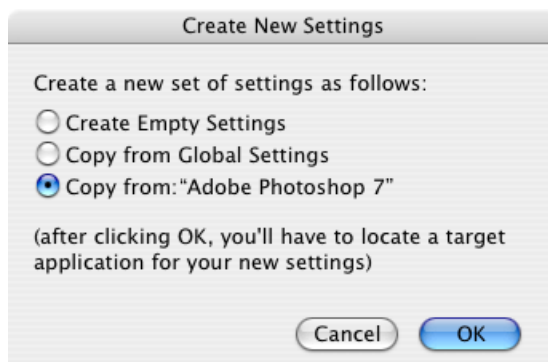 Create New Settings
Create a new set of settings as follows:
Create Empty Settings
Copy from Global Settings
Copy from:“Adobe Photoshop 7”
(after clicking OK, you'll have to locate a target
application for your new settings)
Cancel
OK